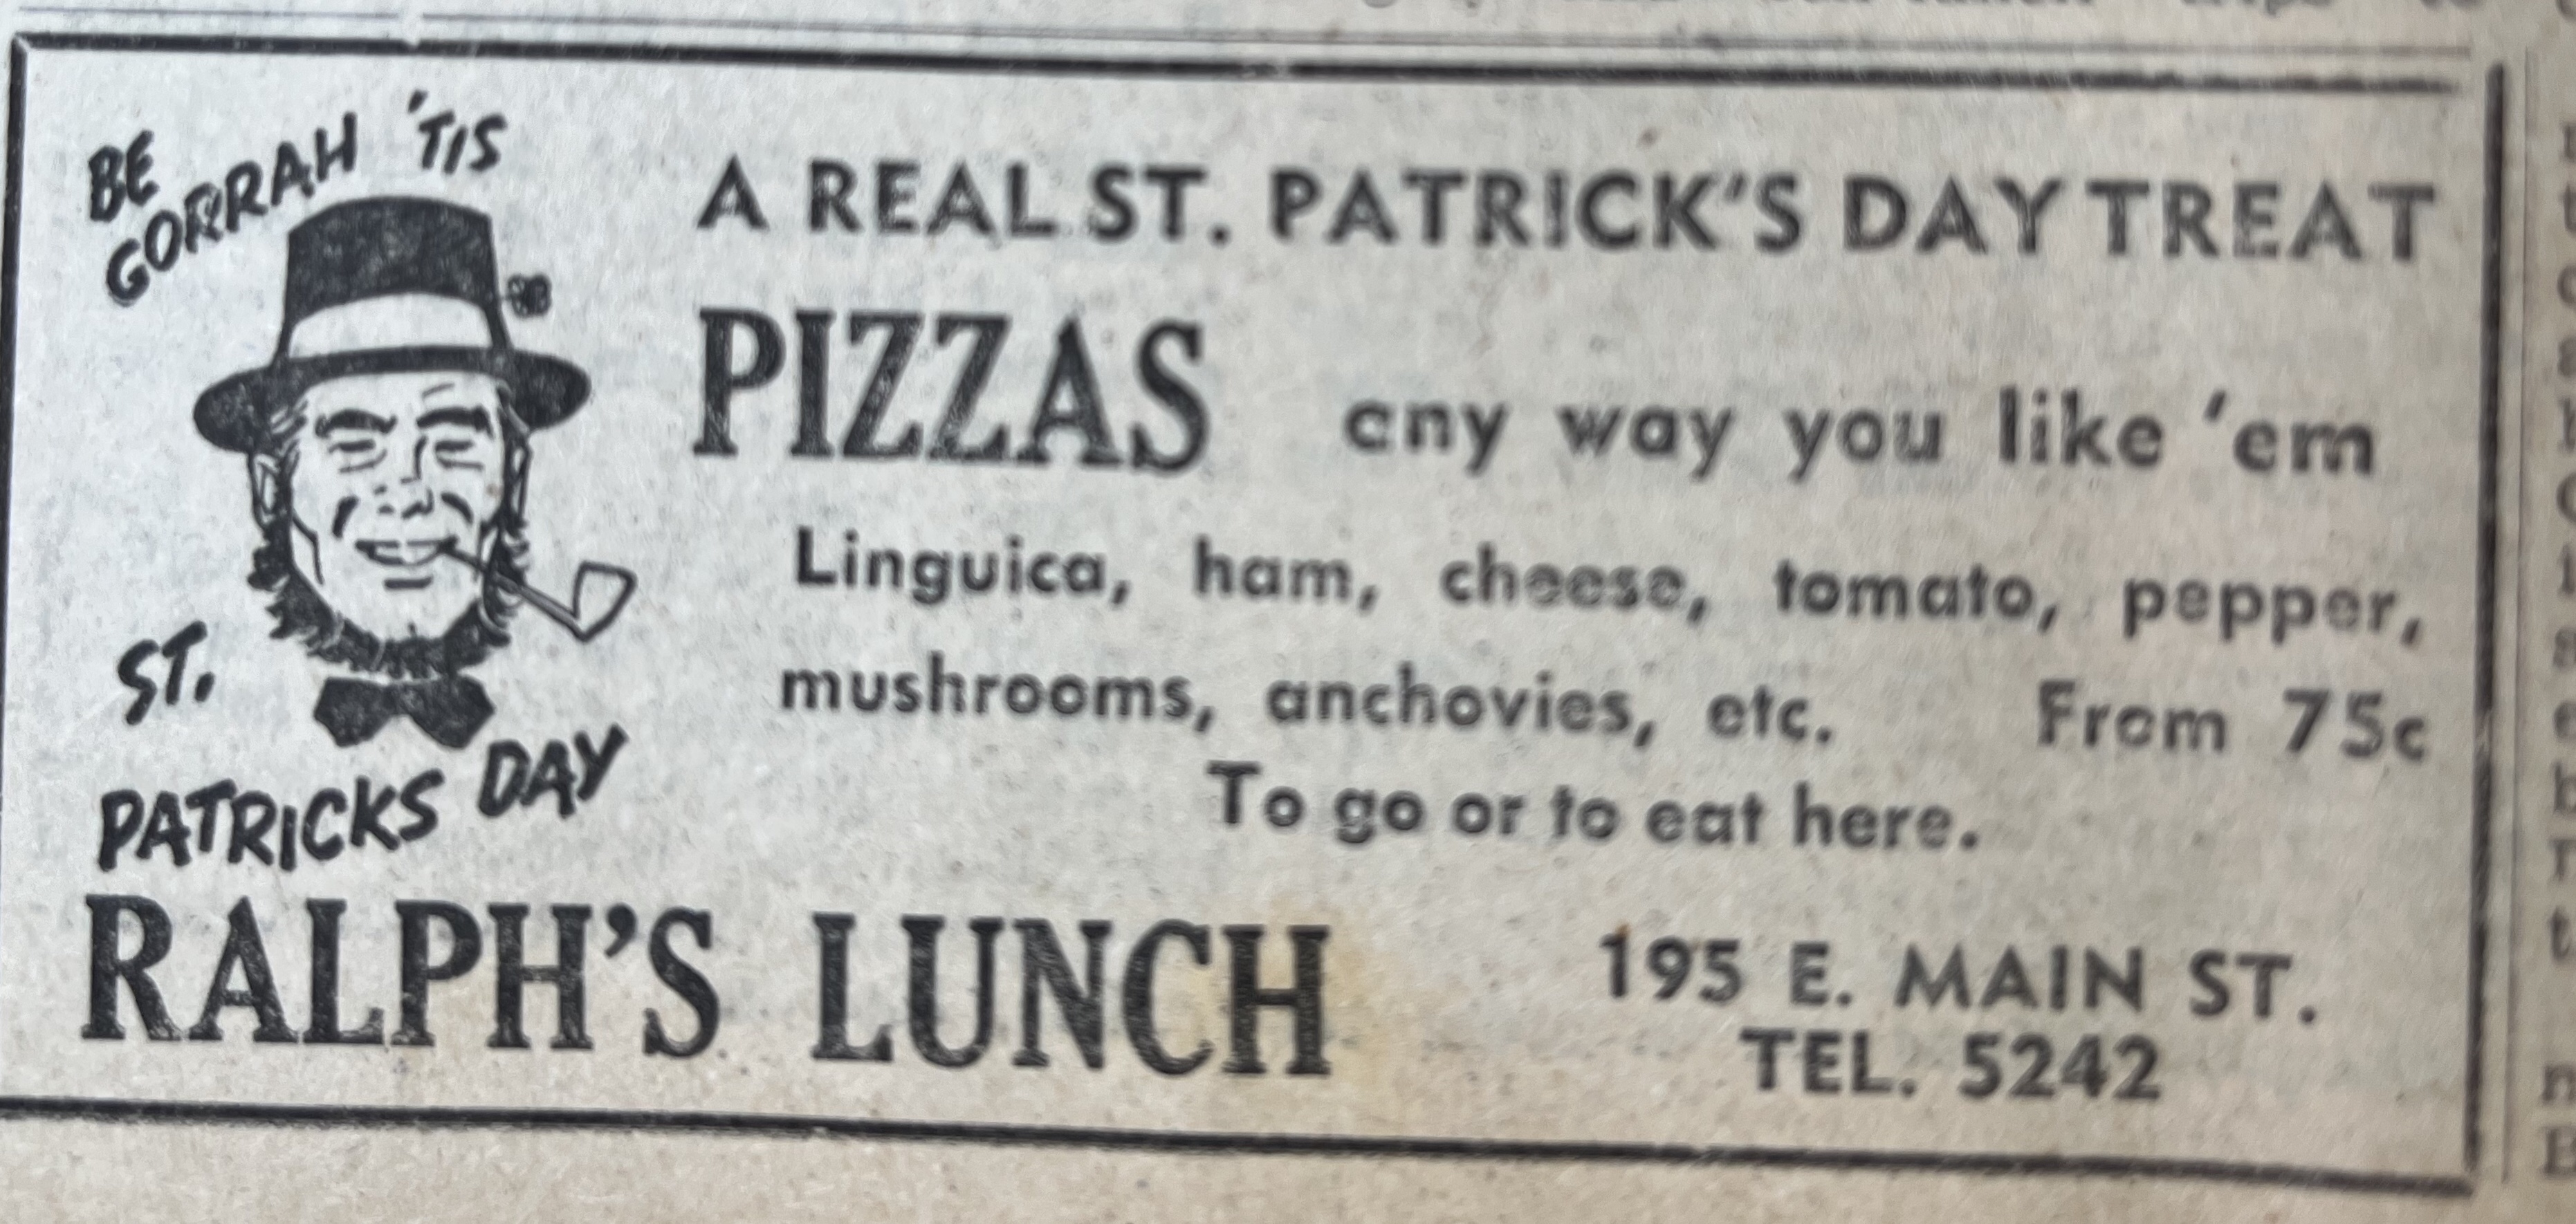 BE
GORRAH 'TIS
ST.
PATRICKS DAY
A REAL ST. PATRICK'S DAY TREAT
PIZZAS any way you like 'em
Linguica, ham, cheese, tomato, pepper,
mushrooms, anchovies, etc. From 75c
To go or to eat here.
RALPH'S LUNCH
195 E. MAIN ST.
TEL. 5242